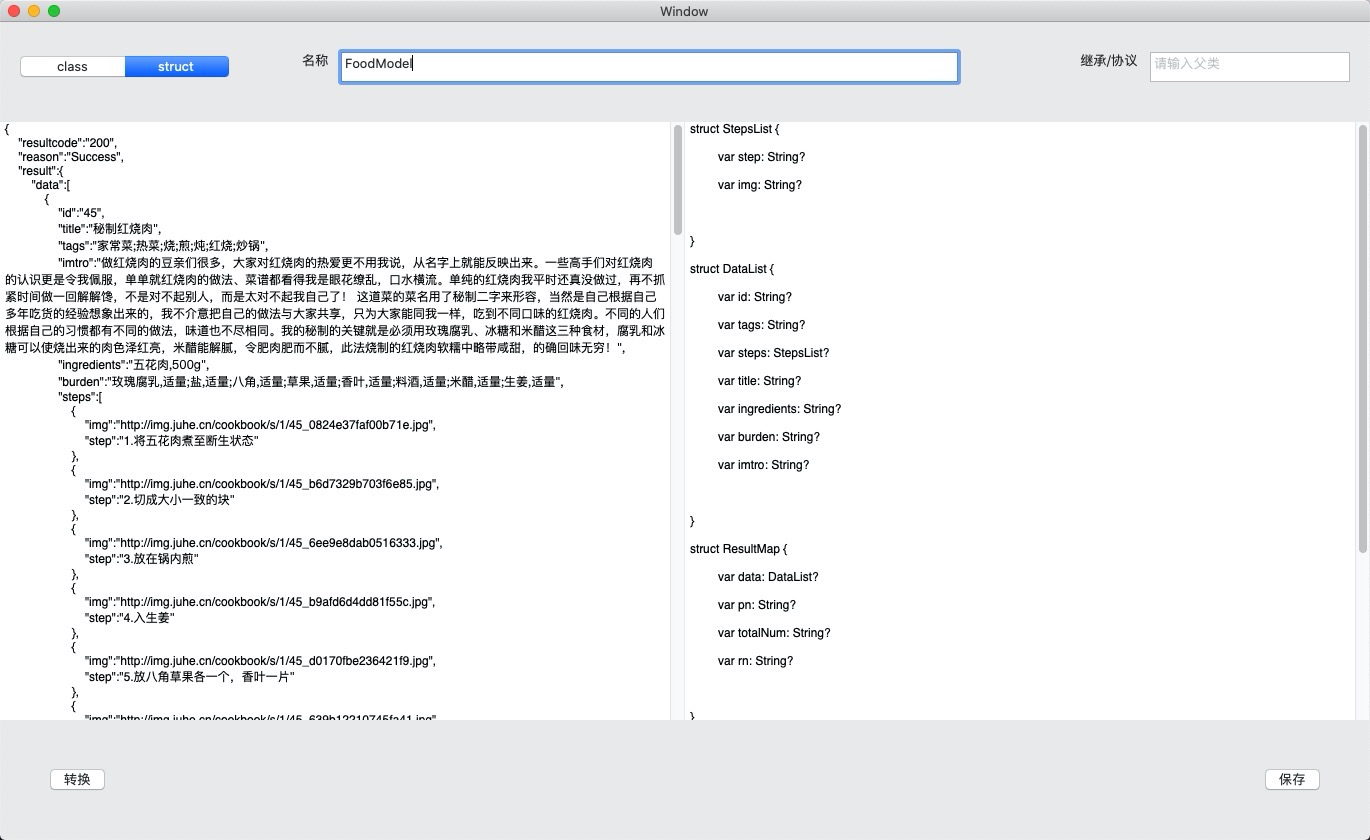 Window
class struct 名称 FoodModel 继承/协议 请输入父类
{
"resultcode":"200",
"reason":"Success",
"result":{
"data":[
{
"id":"45",
"title":"秘制红烧肉",
"tags":"家常菜;热菜;烧;煎;炖;红烧;炒锅",
"imtro":"做红烧肉的豆亲们很多，大家对红烧肉的热爱更不用我说，从名字上就能反映出来。一些高手们对红烧肉
的认识更是令我佩服，单单就红烧肉的做法、菜谱都看得我是眼花缭乱，口水横流。单纯的红烧肉我平时还真没做过，再不抓
紧时间做一回解解馋，不是对不起别人，而是太对不起我自己了！ 这道菜的菜名用了秘制二字来形容，当然是自己根据自己
多年吃货的经验想象出来的，我不介意把自己的做法与大家共享，只为大家能同我一样，吃到不同口味的红烧肉。不同的人们
根据自己的习惯都有不同的做法，味道也不尽相同。我的秘制的关键就是必须用玫瑰腐乳、冰糖和米醋这三种食材，腐乳和冰
糖可以使烧出来的肉色泽红亮，米醋能解腻，令肥肉肥而不腻，此法烧制的红烧肉软糯中略带咸甜，的确回味无穷！",
"ingredients":"五花肉,500g",
"burden":"玫瑰腐乳,适量;盐,适量;八角,适量;草果,适量;香叶,适量;料酒,适量;米醋,适量;生姜,适量",
"steps":[
{
"img":"http://img.juhe.cn/cookbook/s/1/45_0824e37faf00b71e.jpg",
"step":"1.将五花肉煮至断生状态"
},
{
"img":"http://img.juhe.cn/cookbook/s/1/45_b6d7329b703f6e85.jpg",
"step":"2.切成大小一致的块"
},
{
"img":"http://img.juhe.cn/cookbook/s/1/45_6ee9e8dab0516333.jpg",
"step":"3.放在锅内煎"
},
{
"img":"http://img.juhe.cn/cookbook/s/1/45_b9afd6d4dd81f55c.jpg",
"step":"4.入生姜"
},
{
"img":"http://img.juhe.cn/cookbook/s/1/45_d0170fbe236421f9.jpg",
"step":"5.放八角草果各一个，香叶一片"
},
{
"img":"http://img.juhe.cn/cookbook/s/1/45_639b12210745fa41.jpg"
struct StepsList {
var step: String?
var img: String?
}
struct DataList {
var id: String?
var tags: String?
var steps: StepsList?
var title: String?
var ingredients: String?
var burden: String?
var imtro: String?
}
struct ResultMap {
var data: DataList?
var pn: String?
var totalNum: String?
var rn: String?
}
转换 保存